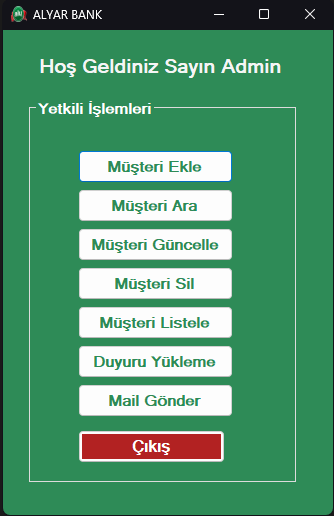 ALYAR BANK
Hoş Geldiniz Sayın Admin
Yetkili İşlemleri
Müşteri Ekle
Müşteri Ara
Müşteri Güncelle
Müşteri Sil
Müşteri Listele
Duyuru Yükleme
Mail Gönder
Çıkış